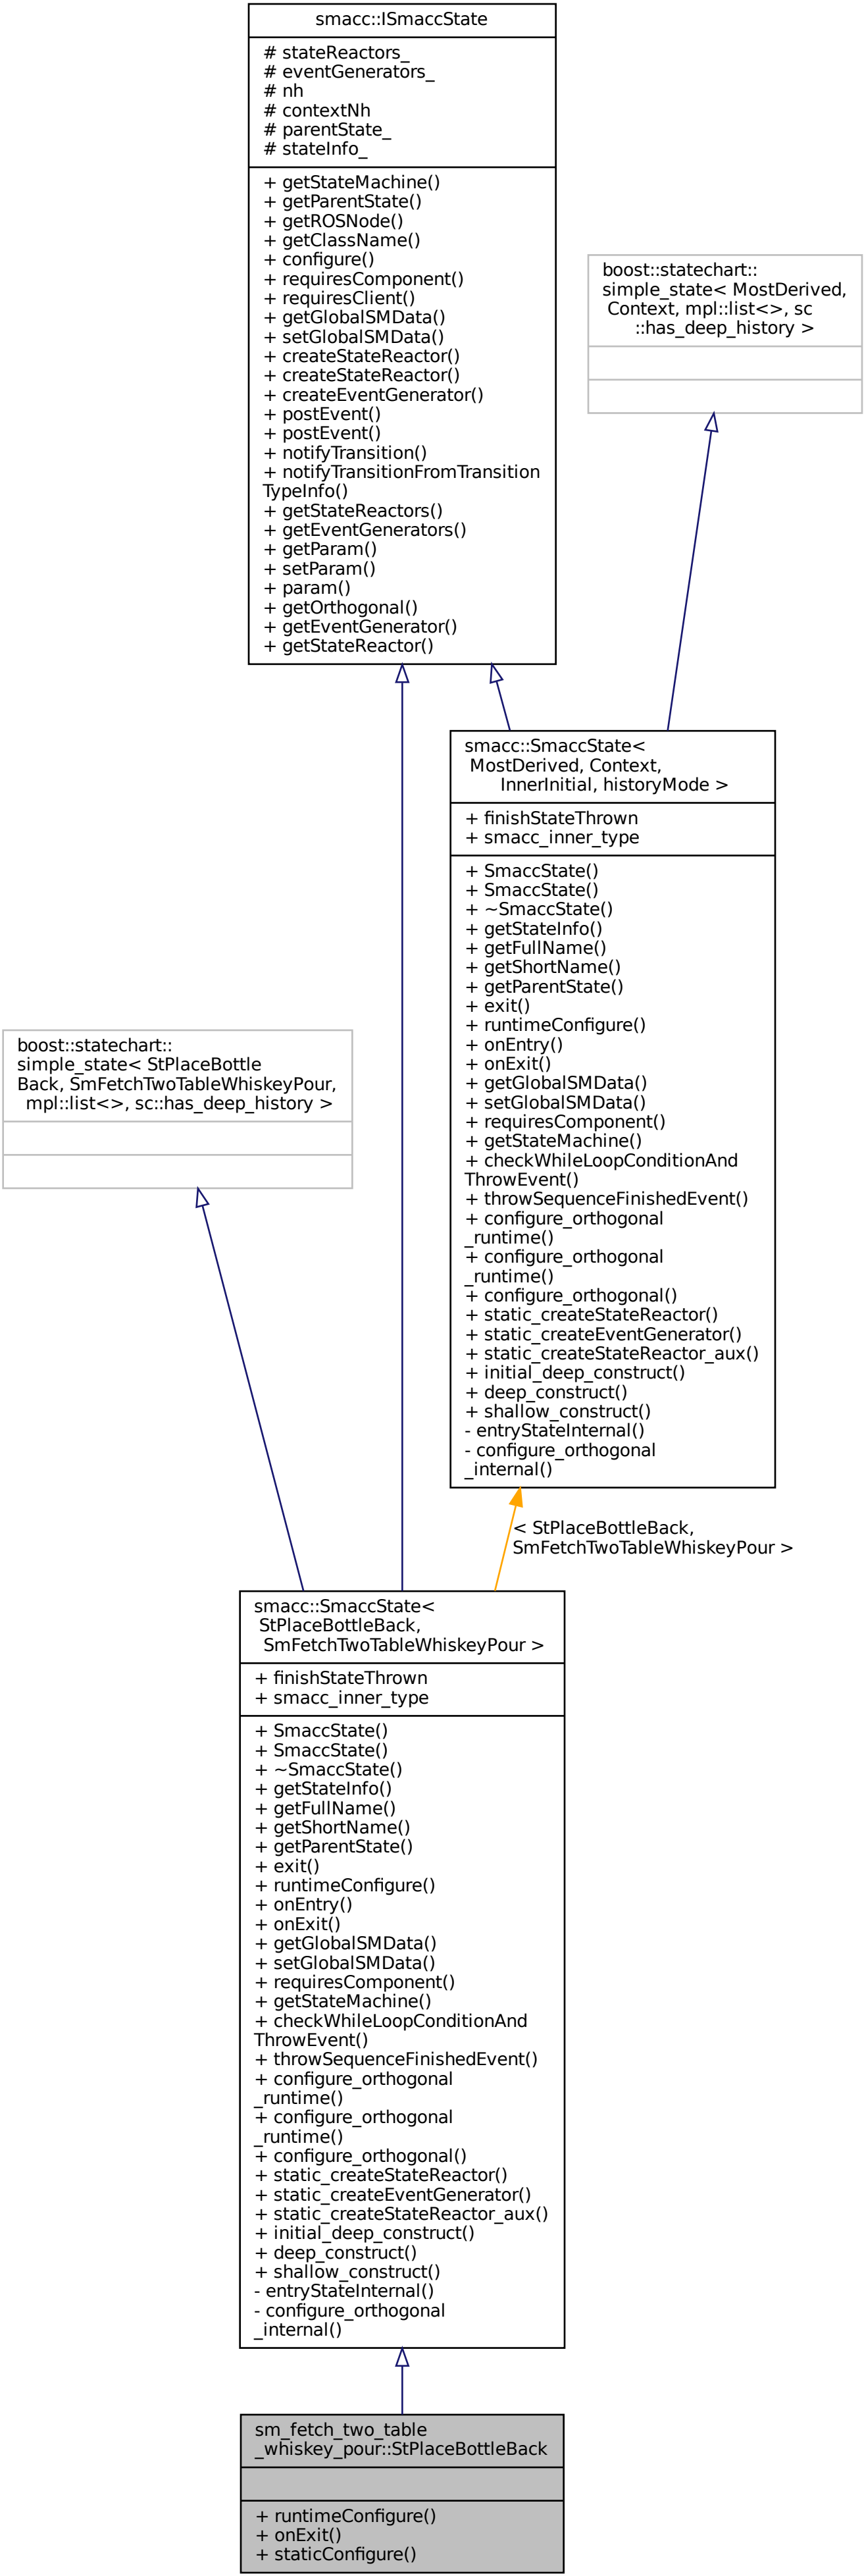 smacc::ISmaccState
# stateReactors_
# eventGenerators_
# nh
# contextNh
# parentState_
# stateInfo_
+ getStateMachine()
+ getParentState()
+ getROSNode()
+ getClassName()
+ configure()
+ requiresComponent()
+ requiresClient()
+ getGlobalSMData()
+ setGlobalSMData()
+ createStateReactor()
+ createStateReactor()
+ createEventGenerator()
+ postEvent()
+ postEvent()
+ notifyTransition()
+ notifyTransitionFromTransition
TypeInfo()
+ getStateReactors()
+ getEventGenerators()
+ getParam()
+ setParam()
+ param()
+ getOrthogonal()
+ getEventGenerator()
+ getStateReactor()
boost::statechart::
simple_state< MostDerived,
Context, mpl::list<>, sc
::has_deep_history >
smacc::SmaccState<
MostDerived, Context,
InnerInitial, historyMode >
+ finishStateThrown
+ smacc_inner_type
+ SmaccState()
+ SmaccState()
+ ~SmaccState()
+ getStateInfo()
+ getFullName()
+ getShortName()
+ getParentState()
+ exit()
+ runtimeConfigure()
+ onEntry()
+ onExit()
+ getGlobalSMData()
+ setGlobalSMData()
+ requiresComponent()
+ getStateMachine()
+ checkWhileLoopConditionAnd
ThrowEvent()
+ throwSequenceFinishedEvent()
+ configure_orthogonal
_runtime()
+ configure_orthogonal
_runtime()
+ configure_orthogonal()
+ static_createStateReactor()
+ static_createEventGenerator()
+ static_createStateReactor_aux()
+ initial_deep_construct()
+ deep_construct()
+ shallow_construct()
- entryStateInternal()
- configure_orthogonal
_internal()
boost::statechart::
simple_state< StPlaceBottle
Back, SmFetchTwoTableWhiskeyPour,
mpl::list<>, sc::has_deep_history >
< StPlaceBottleBack,
SmFetchTwoTableWhiskeyPour >
smacc::SmaccState<
StPlaceBottleBack,
SmFetchTwoTableWhiskeyPour >
+ finishStateThrown
+ smacc_inner_type
+ SmaccState()
+ SmaccState()
+ ~SmaccState()
+ getStateInfo()
+ getFullName()
+ getShortName()
+ getParentState()
+ exit()
+ runtimeConfigure()
+ onEntry()
+ onExit()
+ getGlobalSMData()
+ setGlobalSMData()
+ requiresComponent()
+ getStateMachine()
+ checkWhileLoopConditionAnd
ThrowEvent()
+ throwSequenceFinishedEvent()
+ configure_orthogonal
_runtime()
+ configure_orthogonal
_runtime()
+ configure_orthogonal()
+ static_createStateReactor()
+ static_createEventGenerator()
+ static_createStateReactor_aux()
+ initial_deep_construct()
+ deep_construct()
+ shallow_construct()
- entryStateInternal()
- configure_orthogonal
_internal()
sm_fetch_two_table
_whiskey_pour::StPlaceBottleBack
+ runtimeConfigure()
+ onExit()
+ staticConfigure()